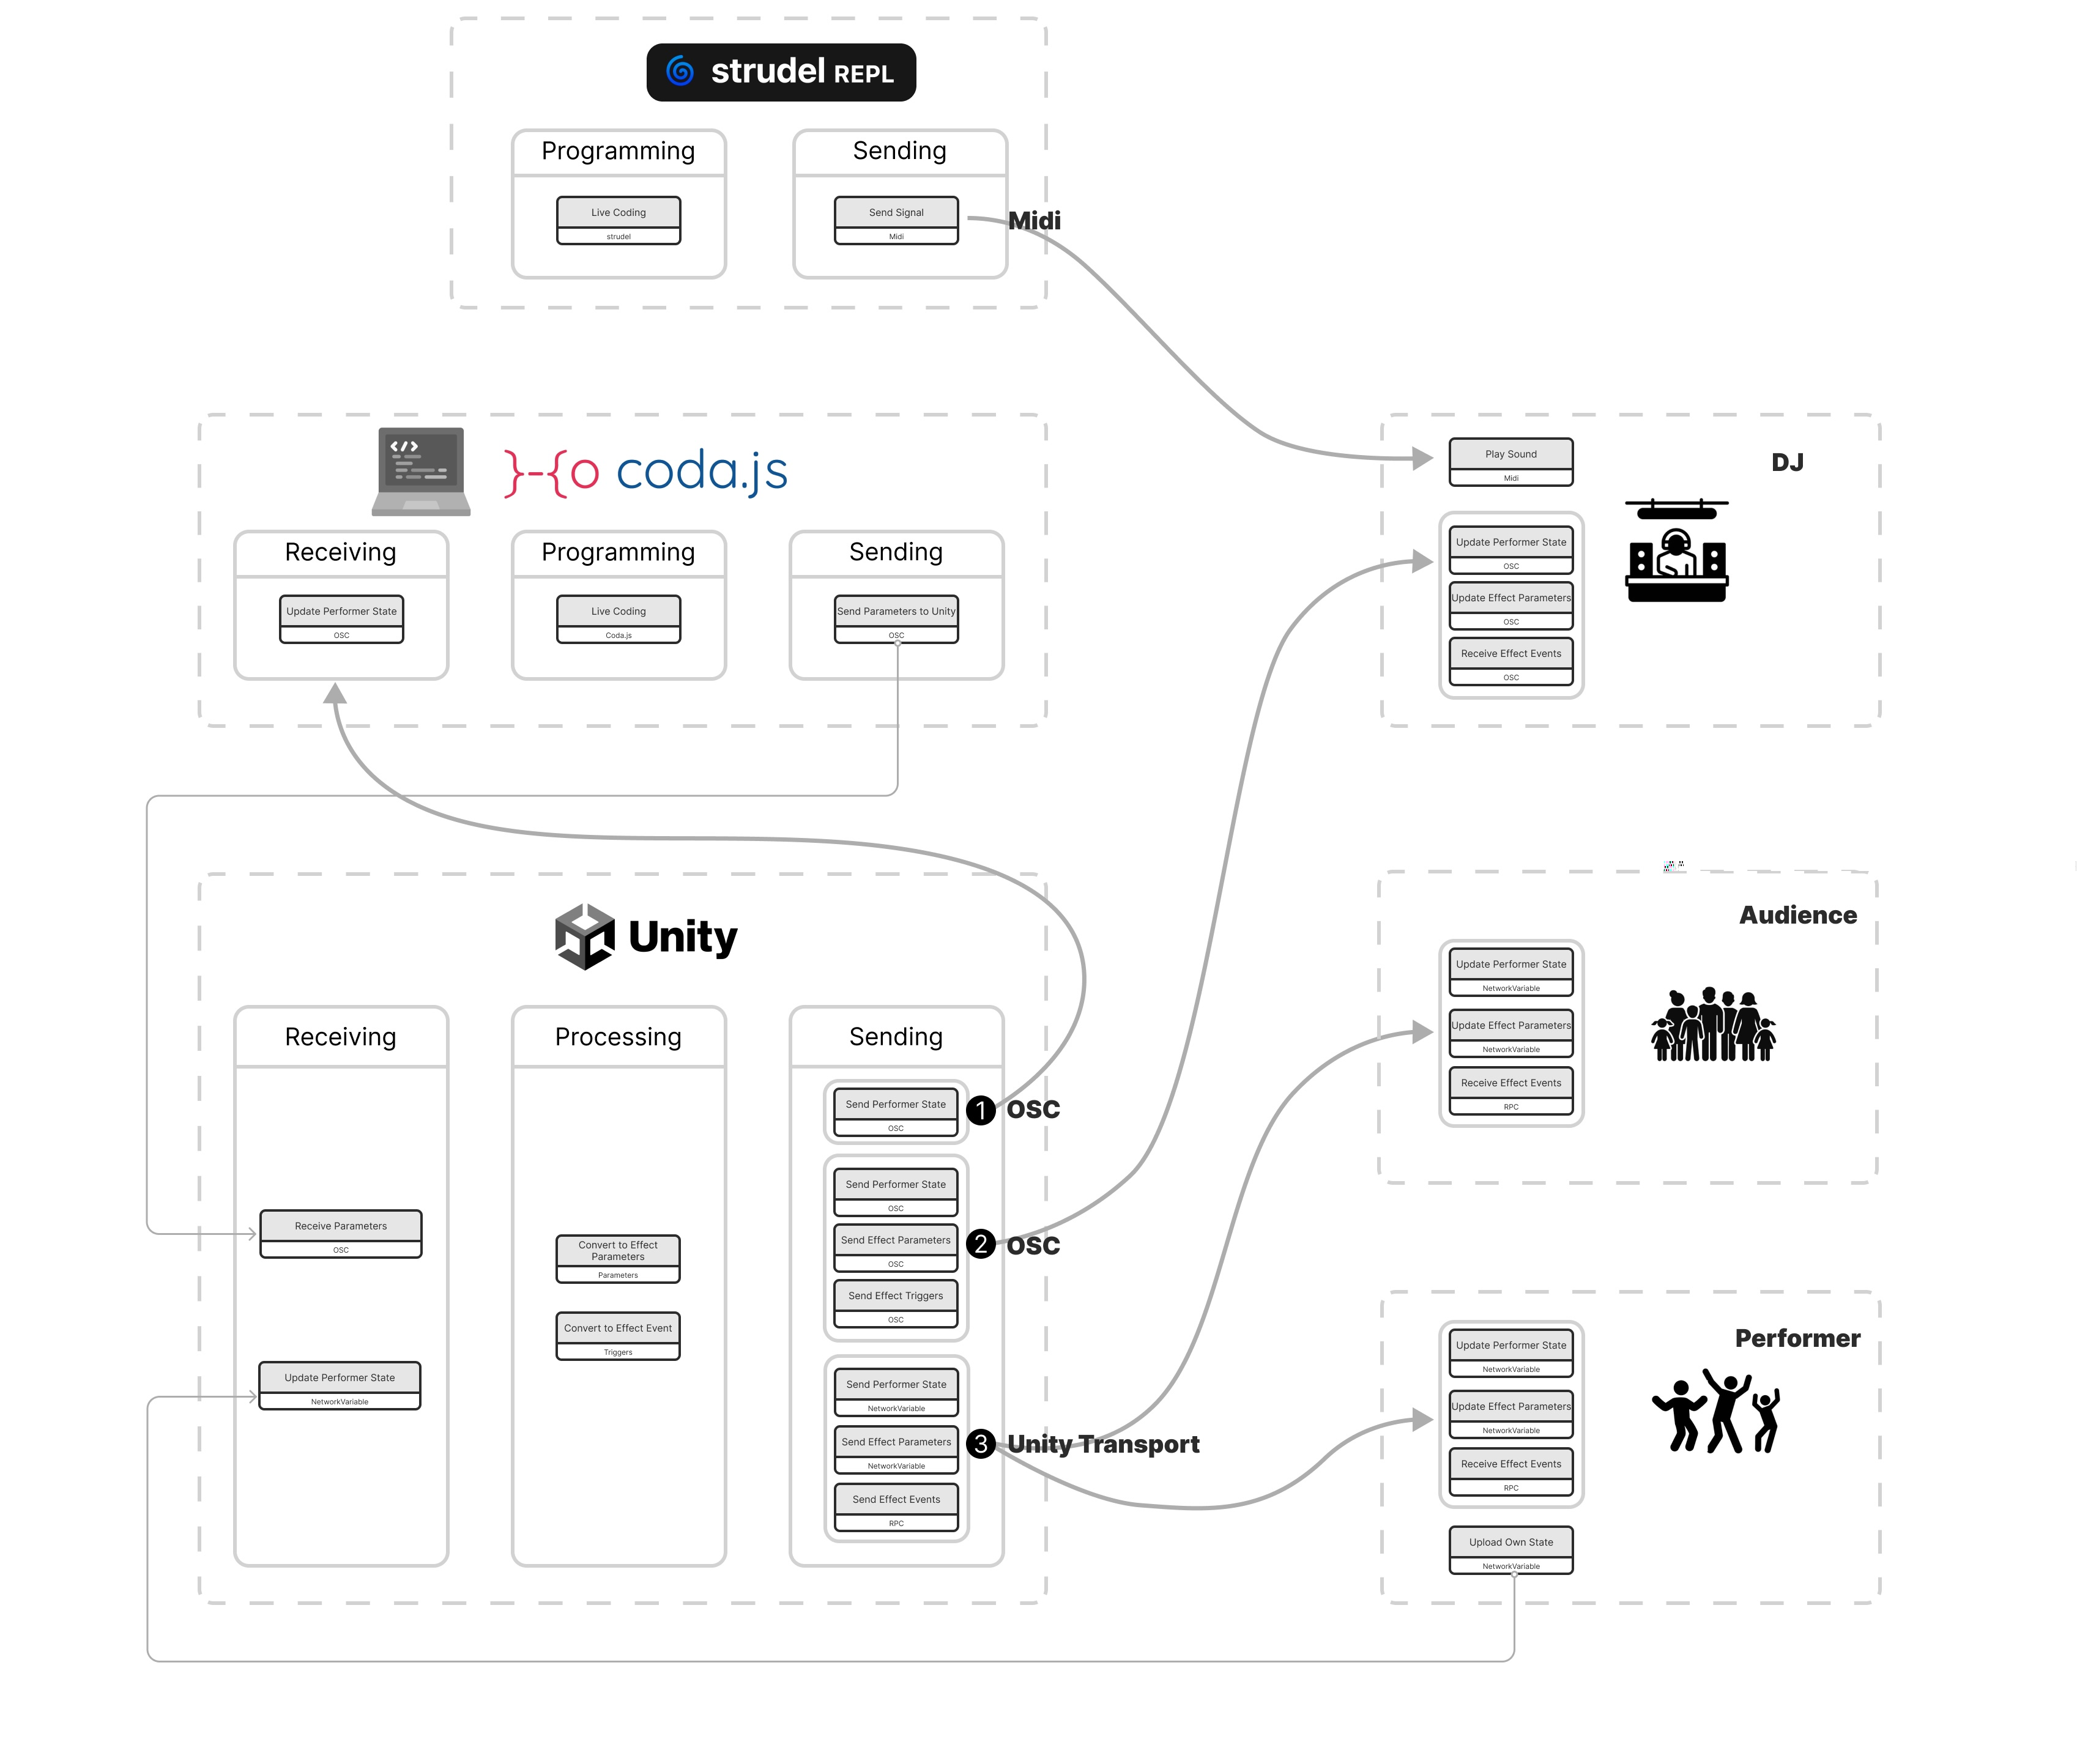 strudel REPL
Programming
Live Coding
strudel
Sending
Send Signal
Midi
Midi
</> 
}-{o coda.js
Receiving
Update Performer State
OSC
Programming
Live Coding
Coda.js
Sending
Send Parameters to Unity
OSC
DJ
Play Sound
Midi
Update Performer State
OSC
Update Effect Parameters
OSC
Receive Effect Events
OSC
Unity
Receiving
Receive Parameters
OSC
Update Performer State
NetworkVariable
Processing
Convert to Effect
Parameters
Parameters
Convert to Effect Event
Triggers
Sending
Send Performer State
OSC
1 OSC
Send Performer State
OSC
Send Effect Parameters
OSC
Send Effect Triggers
OSC
2 OSC
Send Performer State
NetworkVariable
Send Effect Parameters
NetworkVariable
Send Effect Events
RPC
3 Unity Transport
Audience
Update Performer State
NetworkVariable
Update Effect Parameters
NetworkVariable
Receive Effect Events
RPC
Performer
Update Performer State
NetworkVariable
Update Effect Parameters
NetworkVariable
Receive Effect Events
RPC
Upload Own State
NetworkVariable